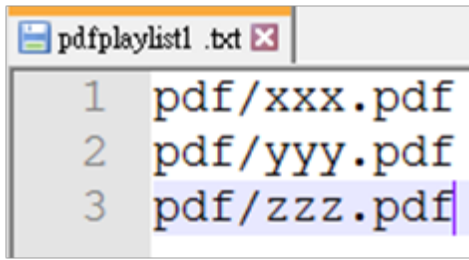 pdfplaylist1 .txt
1 pdf/xxx.pdf
2 pdf/yyy.pdf
3 pdf/zzz.pdf